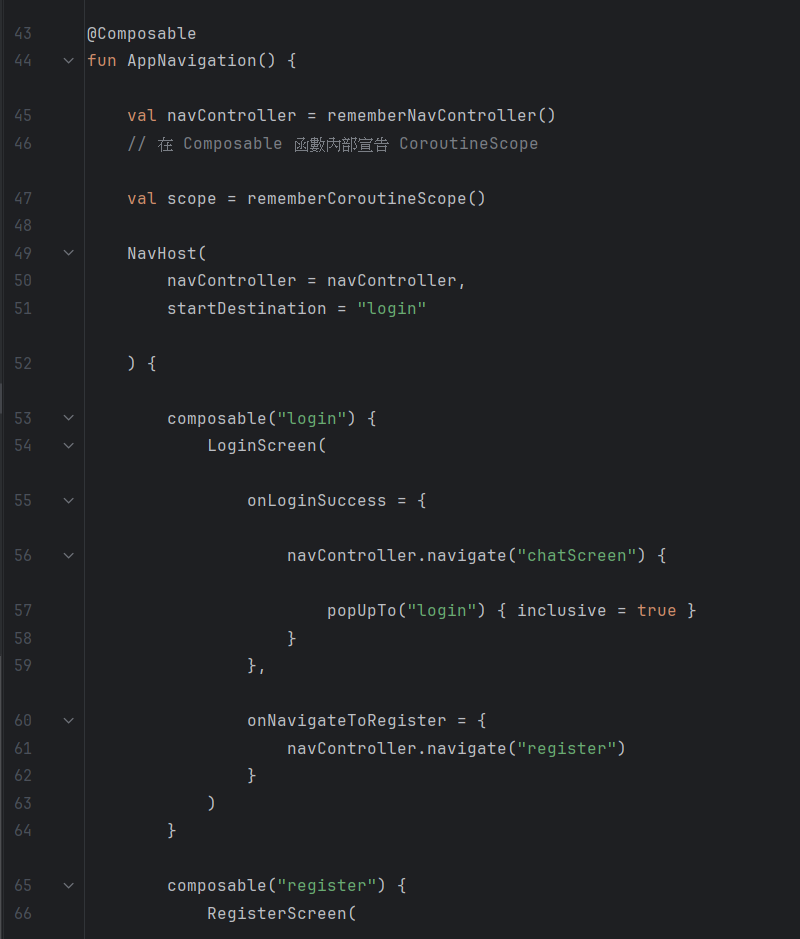 43 @Composable
44 fun AppNavigation() {
45 val navController = rememberNavController()
46 // 在 Composable 函數內部宣告 CoroutineScope
47 val scope = rememberCoroutineScope()
48
49 NavHost(
50 navController = navController,
51 startDestination = "login"
52 ) {
53 composable("login") {
54 LoginScreen(
55 onLoginSuccess = {
56 navController.navigate("chatScreen") {
57 popUpTo("login") { inclusive = true }
58 }
59 },
60 onNavigateToRegister = {
61 navController.navigate("register")
62 }
63 )
64 }
65 composable("register") {
66 RegisterScreen(